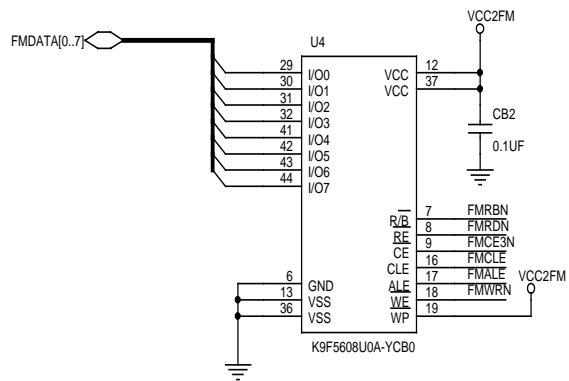 VCC2FM
FMDATA[0..7]
U4
29 I/O0
30 I/O1
31 I/O2
32 I/O3
41 I/O4
42 I/O5
43 I/O6
44 I/O7
VCC 12
VCC 37
CB2
0.1UF
R/B 7 FMRBN
RE 8 FMRDN
CE 9 FMCE3N
CLE 16 FMCLE
ALE 17 FMALE
WE 18 FMWRN
WP 19
VCC2FM
6 GND
13 VSS
36 VSS
K9F5608U0A-YCB0